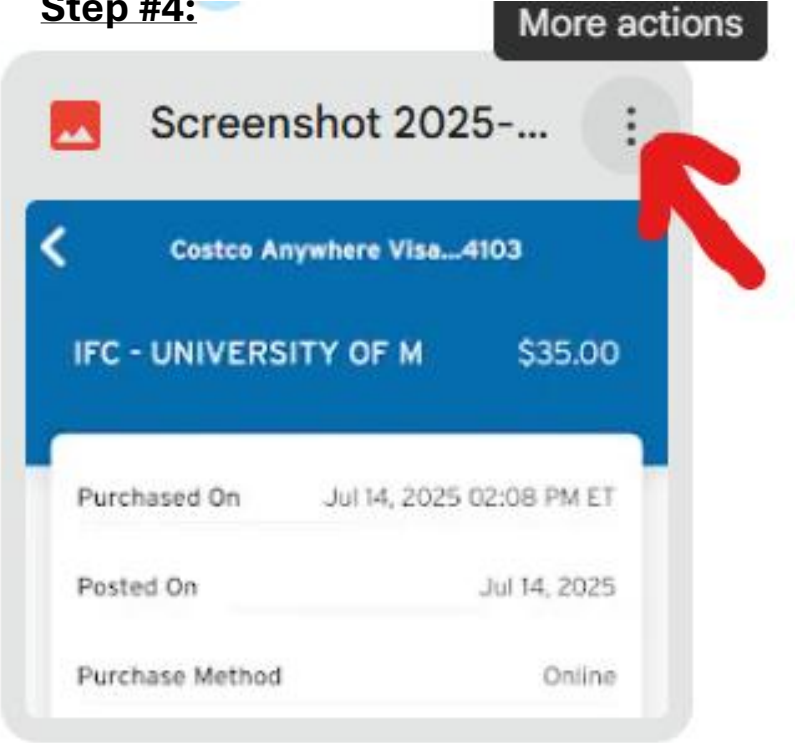 Step #4:
More actions
Screenshot 2025-...
Costco Anywhere Visa...4103
IFC - UNIVERSITY OF M $35.00
Purchased On Jul 14, 2025 02:08 PM ET
Posted On Jul 14, 2025
Purchase Method Online